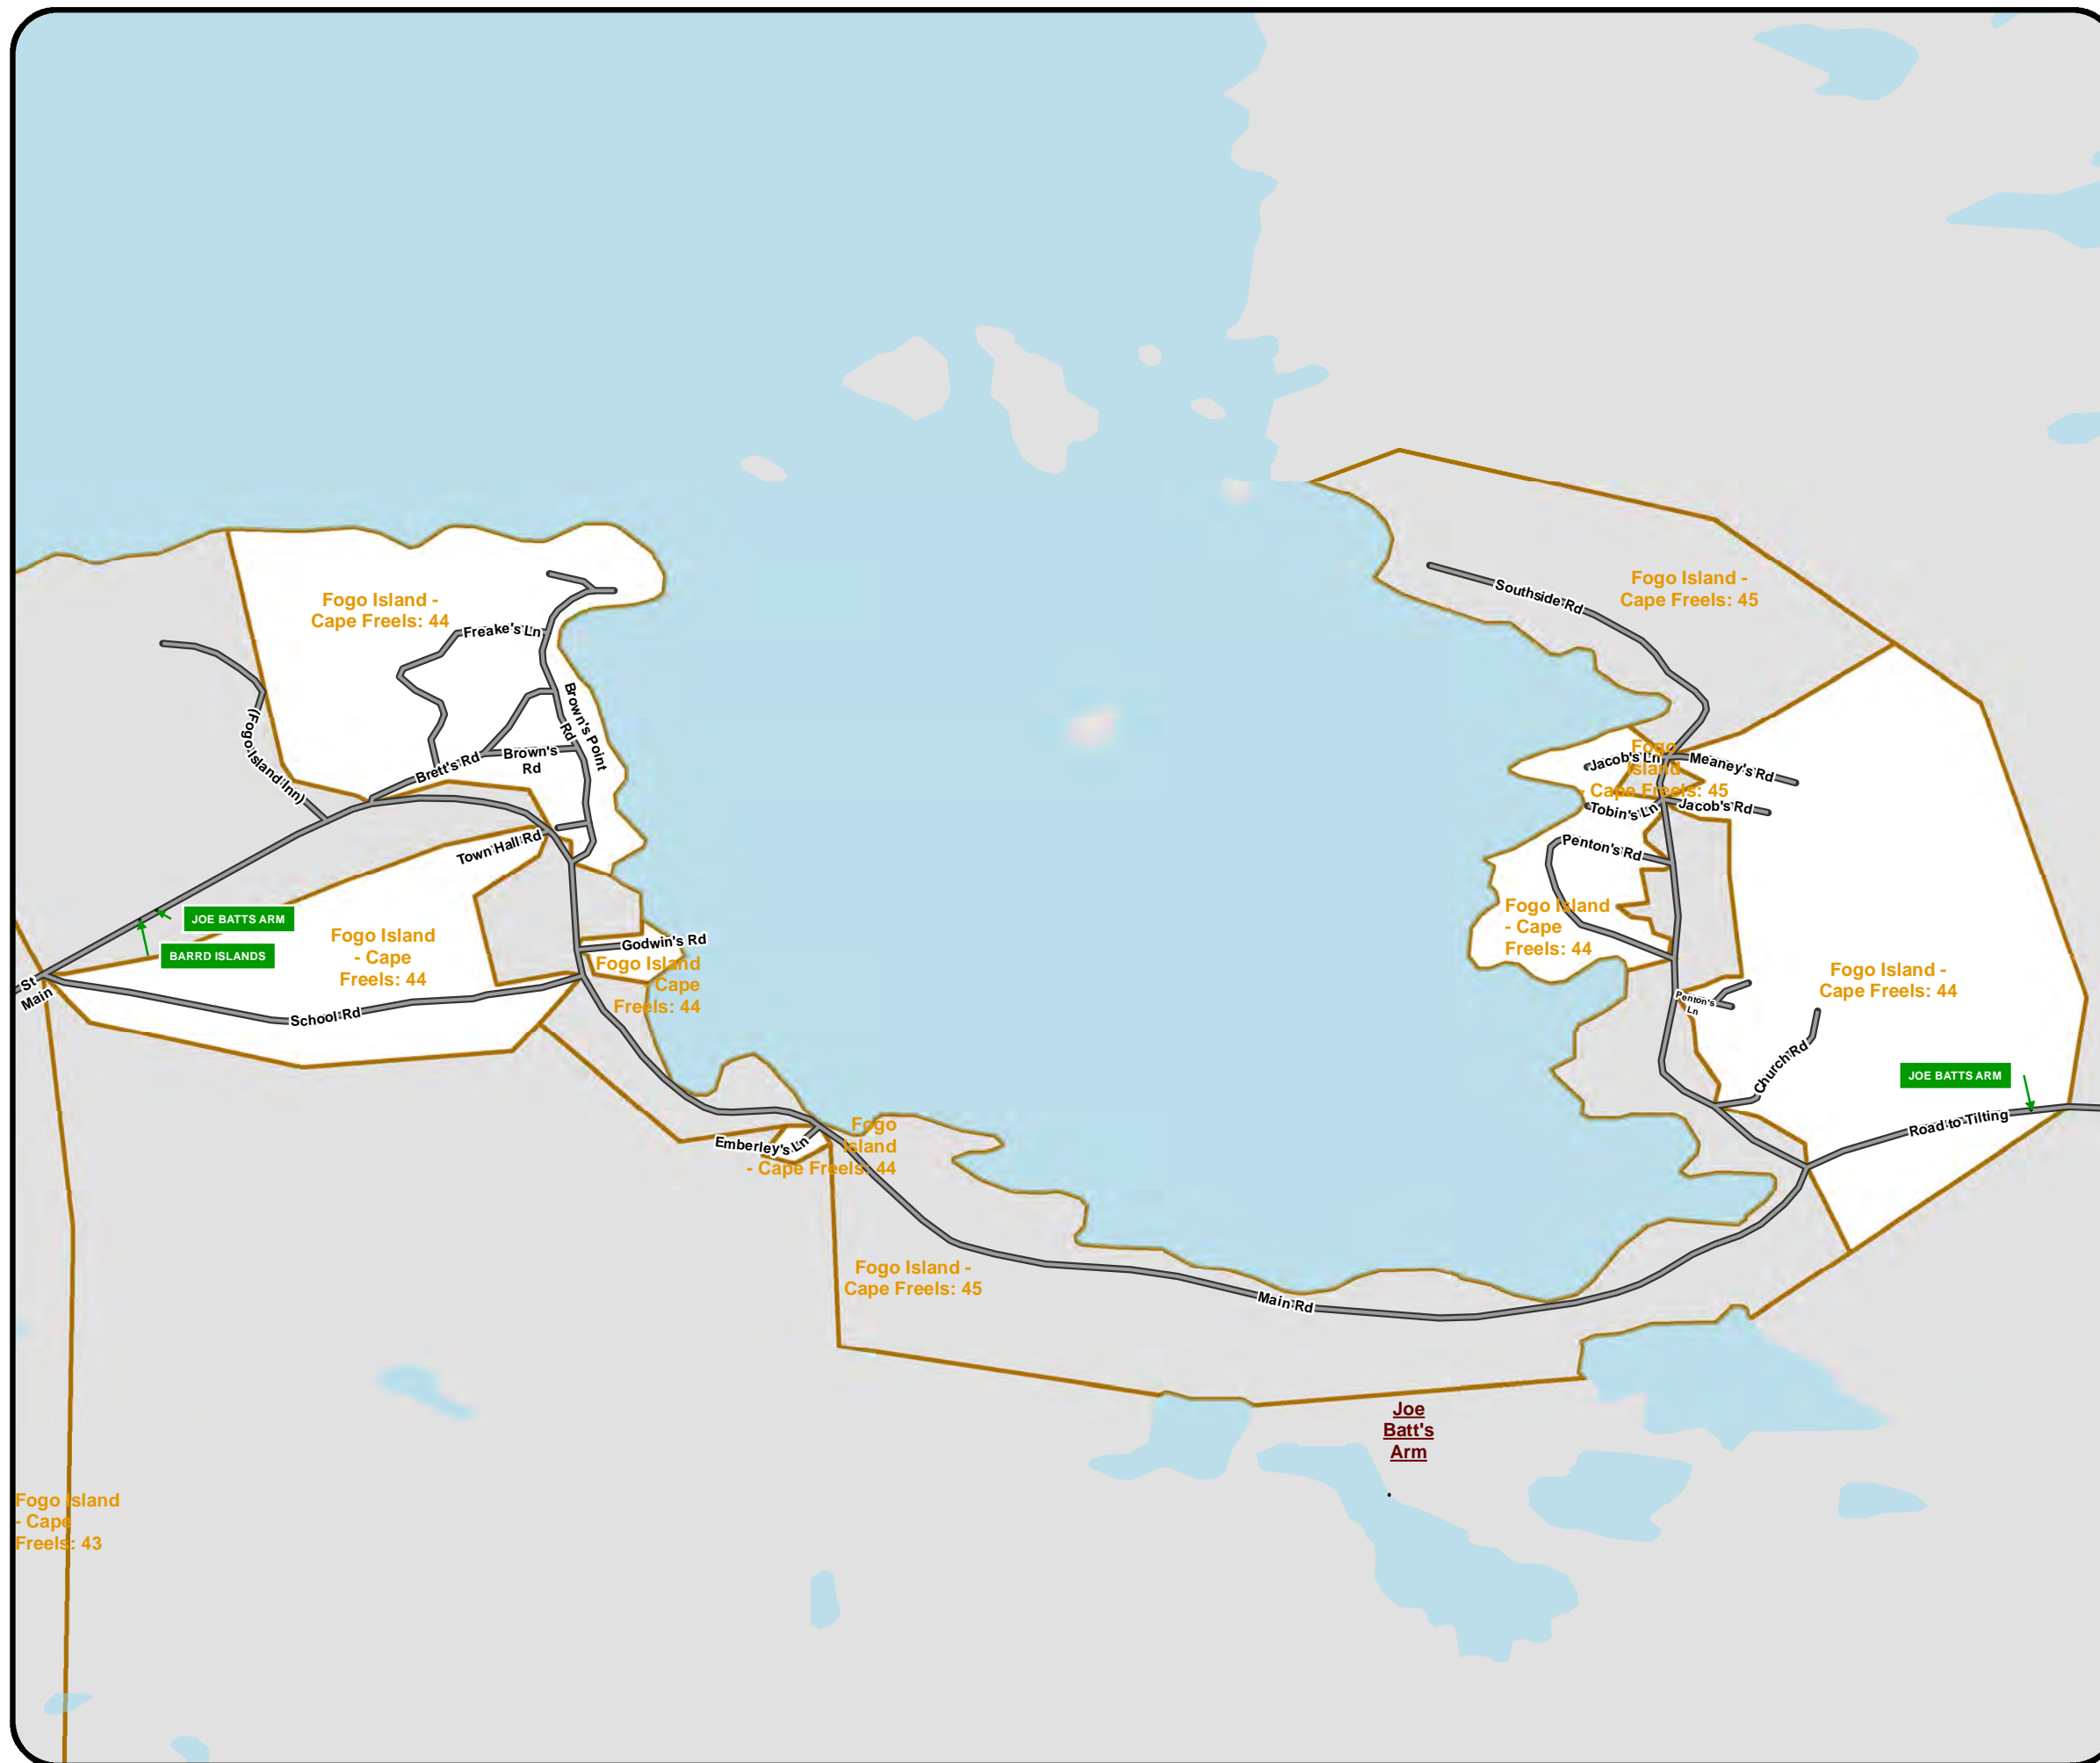 Fogo Island -
Cape Freels: 45
Southside Rd
Fogo Island -
Cape Freels: 44
Freake's Ln
Brown's Point
Rd
(Fogo Island Inn)
Brett's Rd
Brown's
Rd
Fogo
Island
- Cape Freels: 45
Jacob's Ln
Meaney's Rd
Tobin's Ln
Jacob's Rd
Town Hall Rd
Penton's Rd
JOE BATTS ARM
BARRD ISLANDS
Fogo Island
- Cape
Freels: 44
Godwin's Rd
Fogo Island
- Cape
Freels: 44
Fogo Island
- Cape
Freels: 44
Fogo Island -
Cape Freels: 44
St
Main
School Rd
Penton's
Ln
Church Rd
JOE BATTS ARM
Road to Tilting
Emberley's Ln
Fogo
Island
- Cape Freels: 44
Fogo Island -
Cape Freels: 45
Main Rd
Joe
Batt's
Arm
Fogo Island
- Cape
Freels: 43